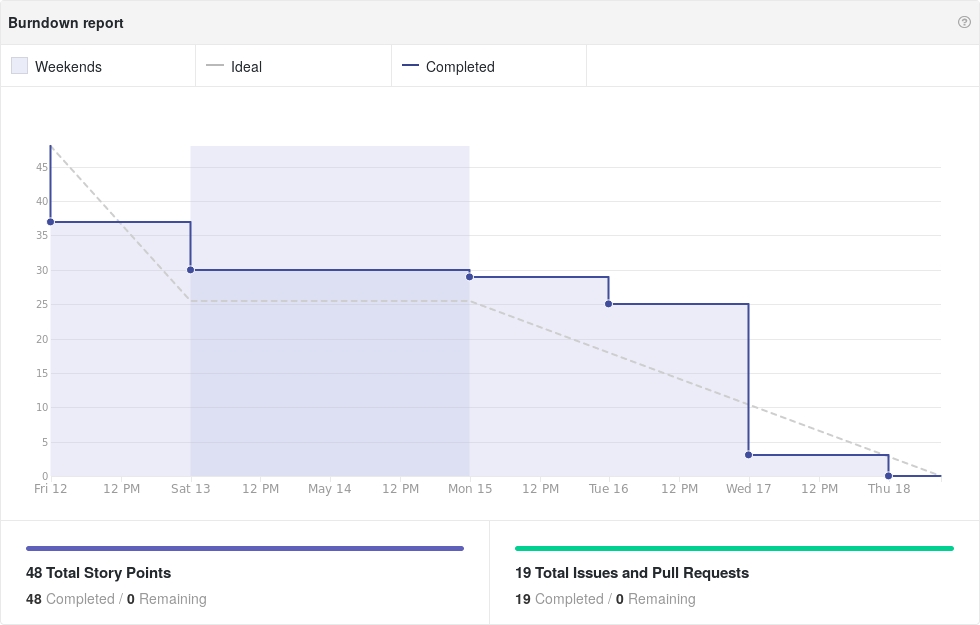 Burndown report
Weekends Ideal Completed
45
40
35
30
25
20
15
10
5
0
Fri 12 12 PM Sat 13 12 PM May 14 12 PM Mon 15 12 PM Tue 16 12 PM Wed 17 12 PM Thu 18
48 Total Story Points
48 Completed / 0 Remaining
19 Total Issues and Pull Requests
19 Completed / 0 Remaining